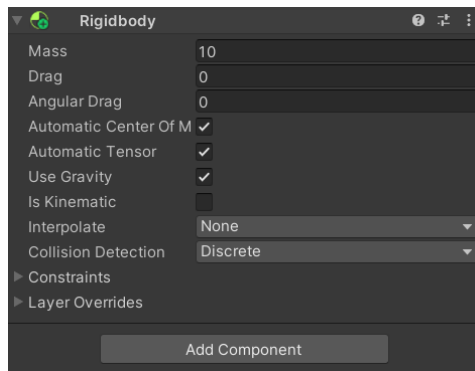 Rigidbody
Mass 10
Drag 0
Angular Drag 0
Automatic Center Of M
Automatic Tensor
Use Gravity
Is Kinematic
Interpolate None
Collision Detection Discrete
Constraints
Layer Overrides
Add Component